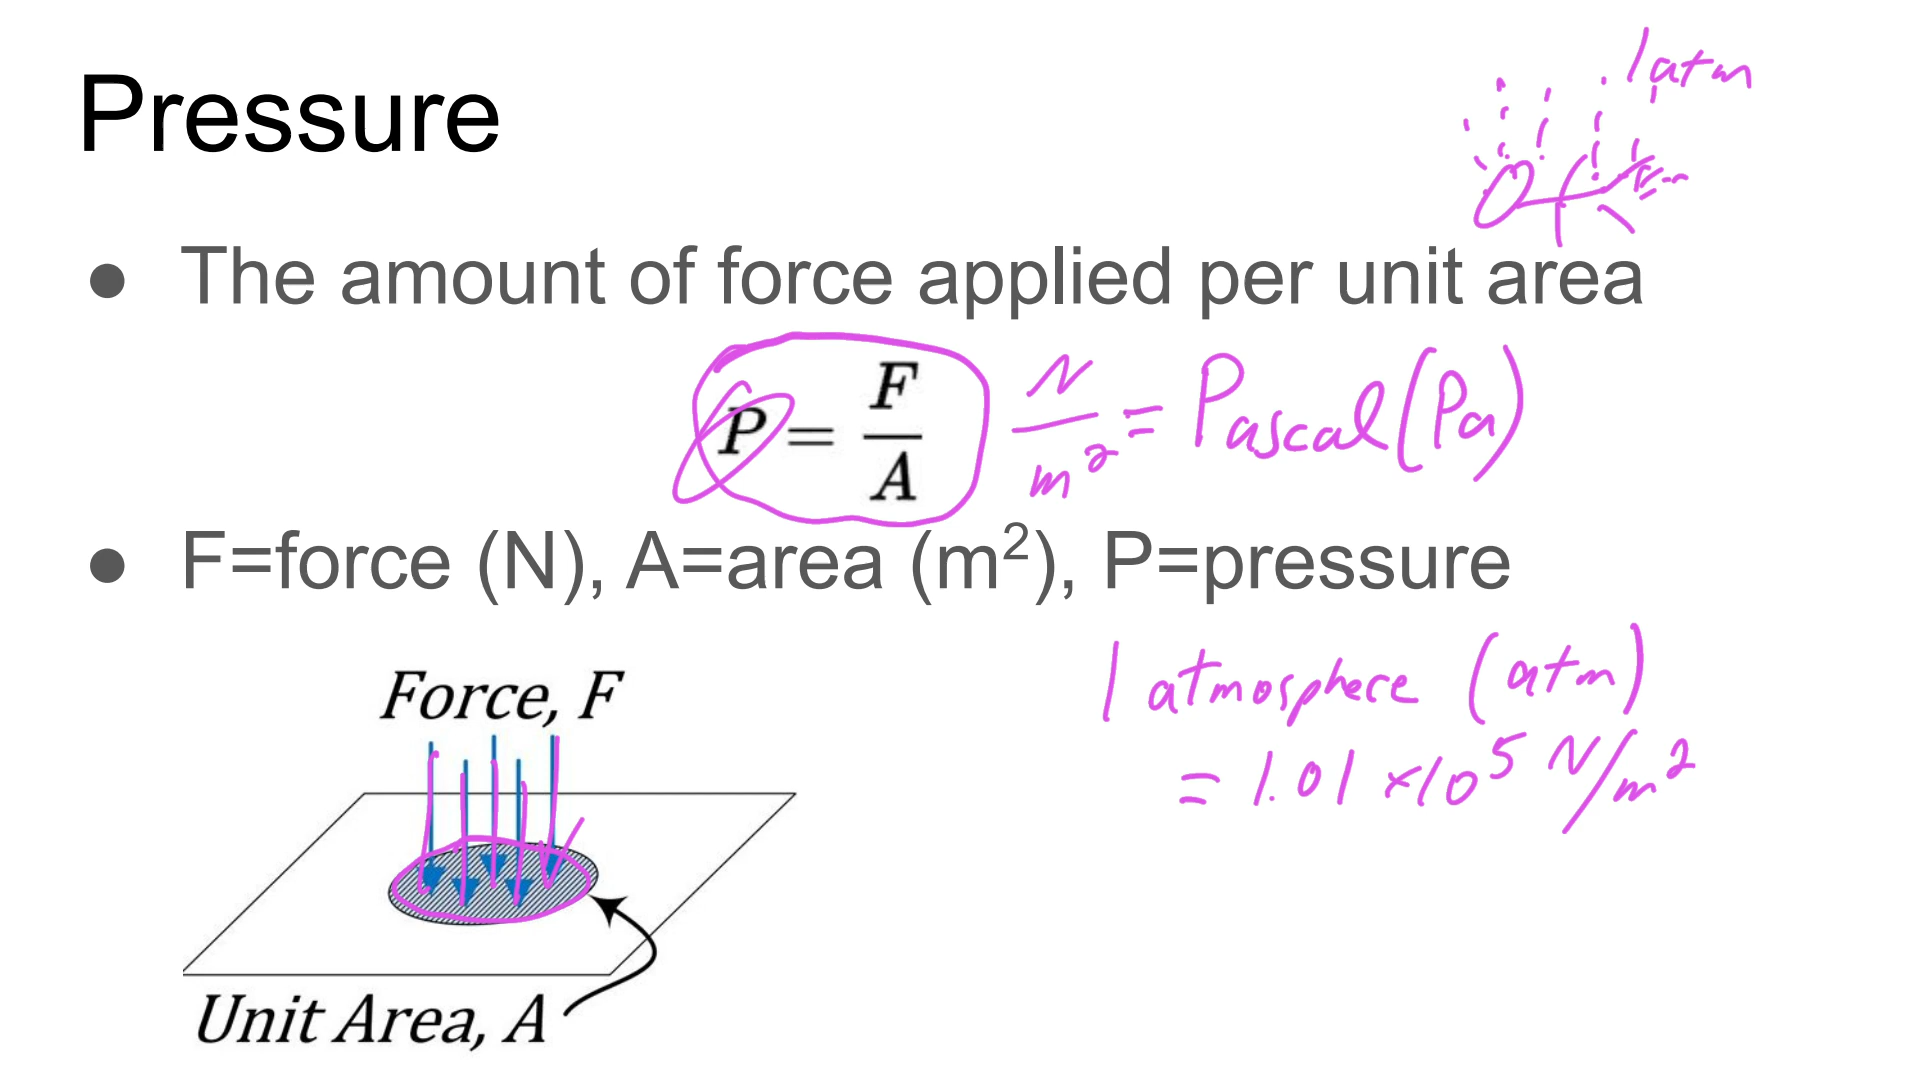 Pressure
1atm
● The amount of force applied per unit area
P = F/A N/m² = Pascal (Pa)
● F=force (N), A=area (m²), P=pressure
1 atmosphere (atm)
= 1.01 ×10⁵ N/m²
Force, F
Unit Area, A